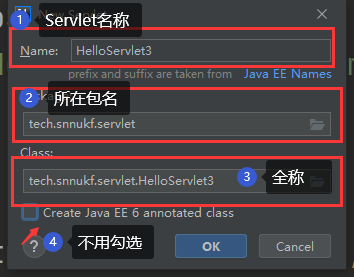 1 Servlet名称
Name: HelloServlet3
prefix and suffix are taken from Java EE Names
2 所在包名
tech.snnukf.servlet
Class:
tech.snnukf.servlet.HelloServlet3
3 全称
Create Java EE 6 annotated class
? 4 不用勾选 OK Cancel